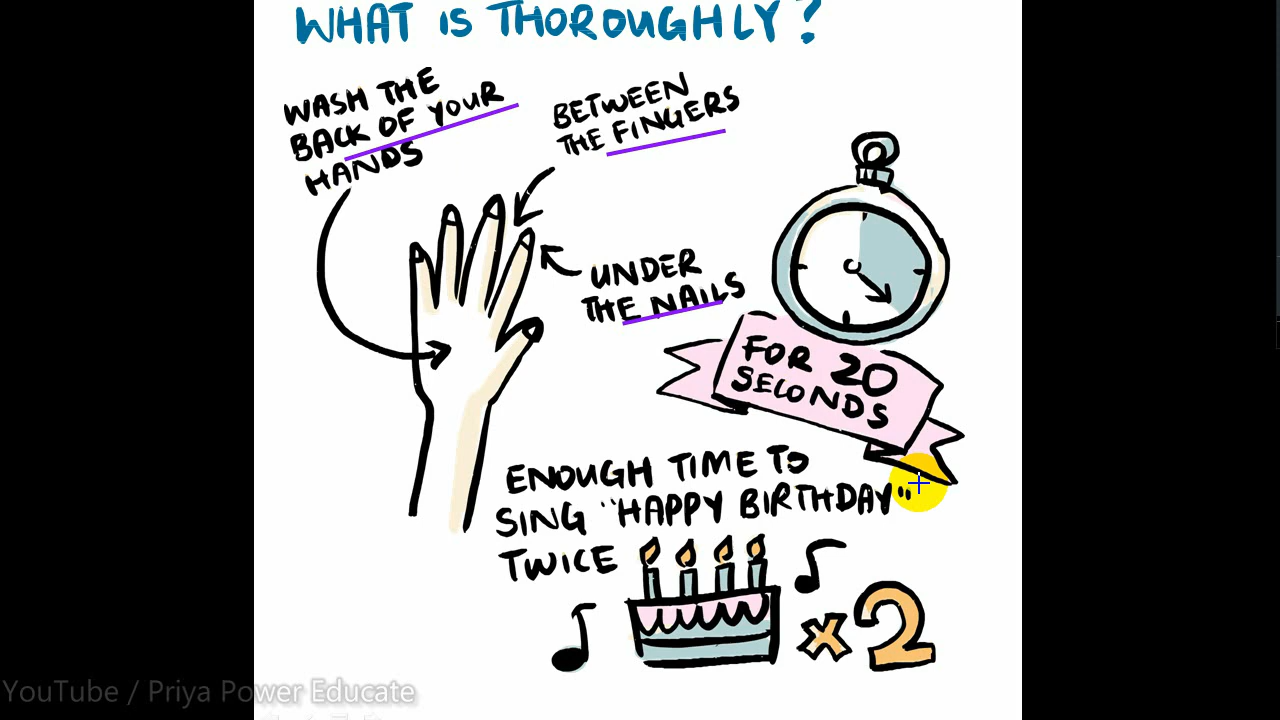 WHAT IS THOROUGHLY?
WASH THE
BACK OF YOUR
HANDS
BETWEEN
THE FINGERS
UNDER
THE NAILS
FOR 20
SECONDS
ENOUGH TIME TO
SING "HAPPY BIRTHDAY"
TWICE
x2
YouTube / Priya Power Educate